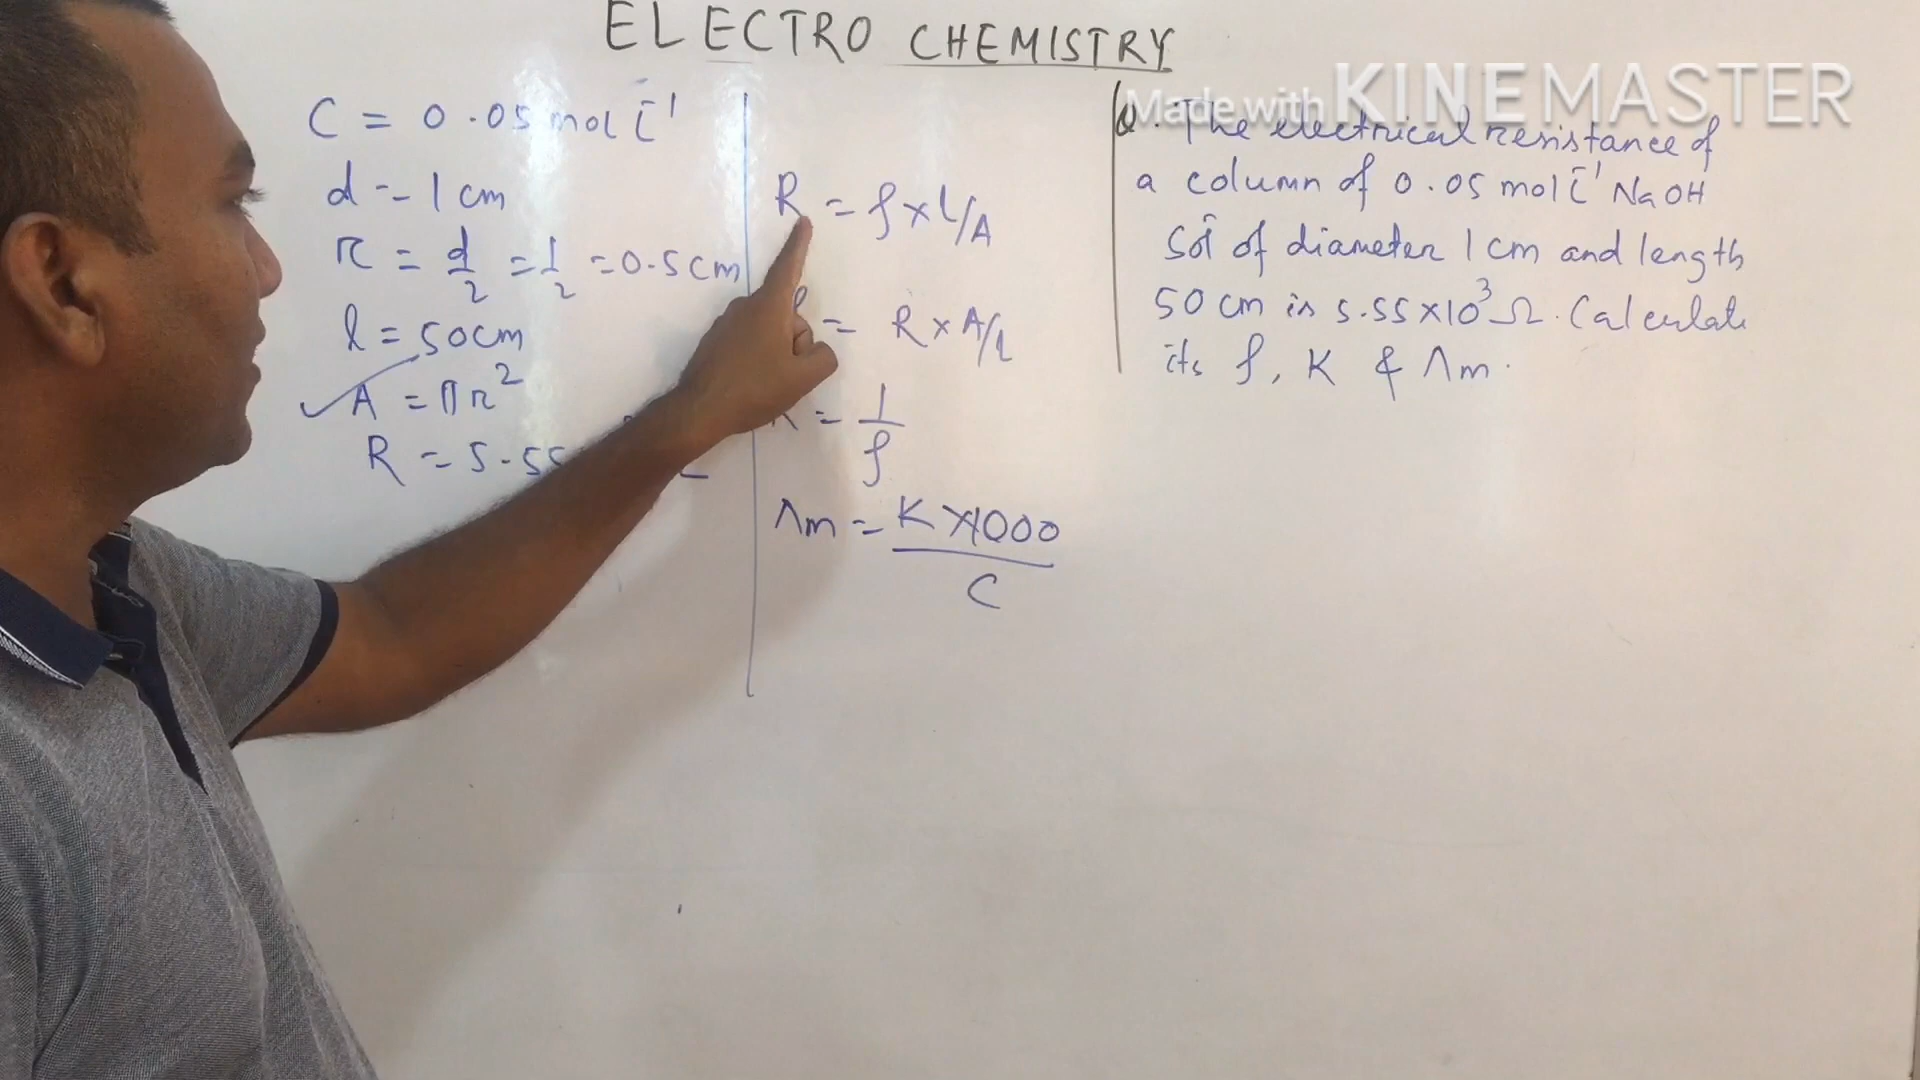 ELECTRO CHEMISTRY
Made with KINEMASTER
C = 0.05 mol L⁻¹
d = 1 cm
r = d/2 = 1/2 = 0.5 cm
l = 50 cm
✓ A = πr²
R = 5.55
R = ρ × l/A
= R × A/l
K = 1/ρ
Λm = K × 1000 / C
Q. The electrical resistance of
a column of 0.05 mol L⁻¹ NaOH
Solⁿ of diameter 1 cm and length
50 cm is 5.55 × 10³ Ω. Calculate
its ρ, K & Λm.